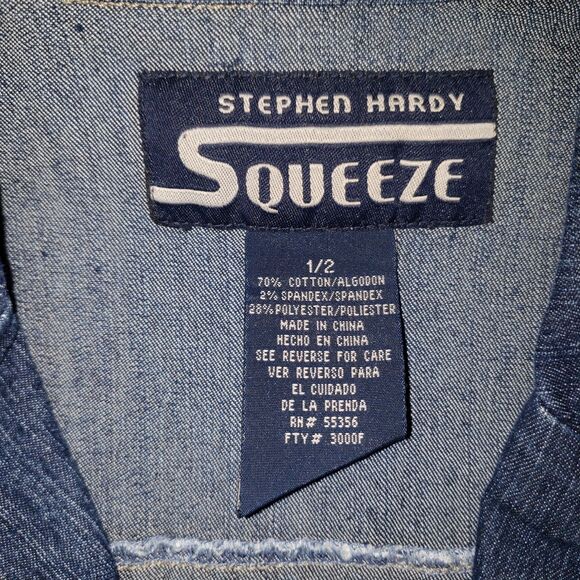 STEPHEN HARDY
SQUEEZE
1/2
70% COTTON/ALGODON
2% SPANDEX/SPANDEX
28% POLYESTER/POLIESTER
MADE IN CHINA
HECHO EN CHINA
SEE REVERSE FOR CARE
VER REVERSO PARA
EL CUIDADO
DE LA PRENDA
RN# 55356
FTY# 3000F